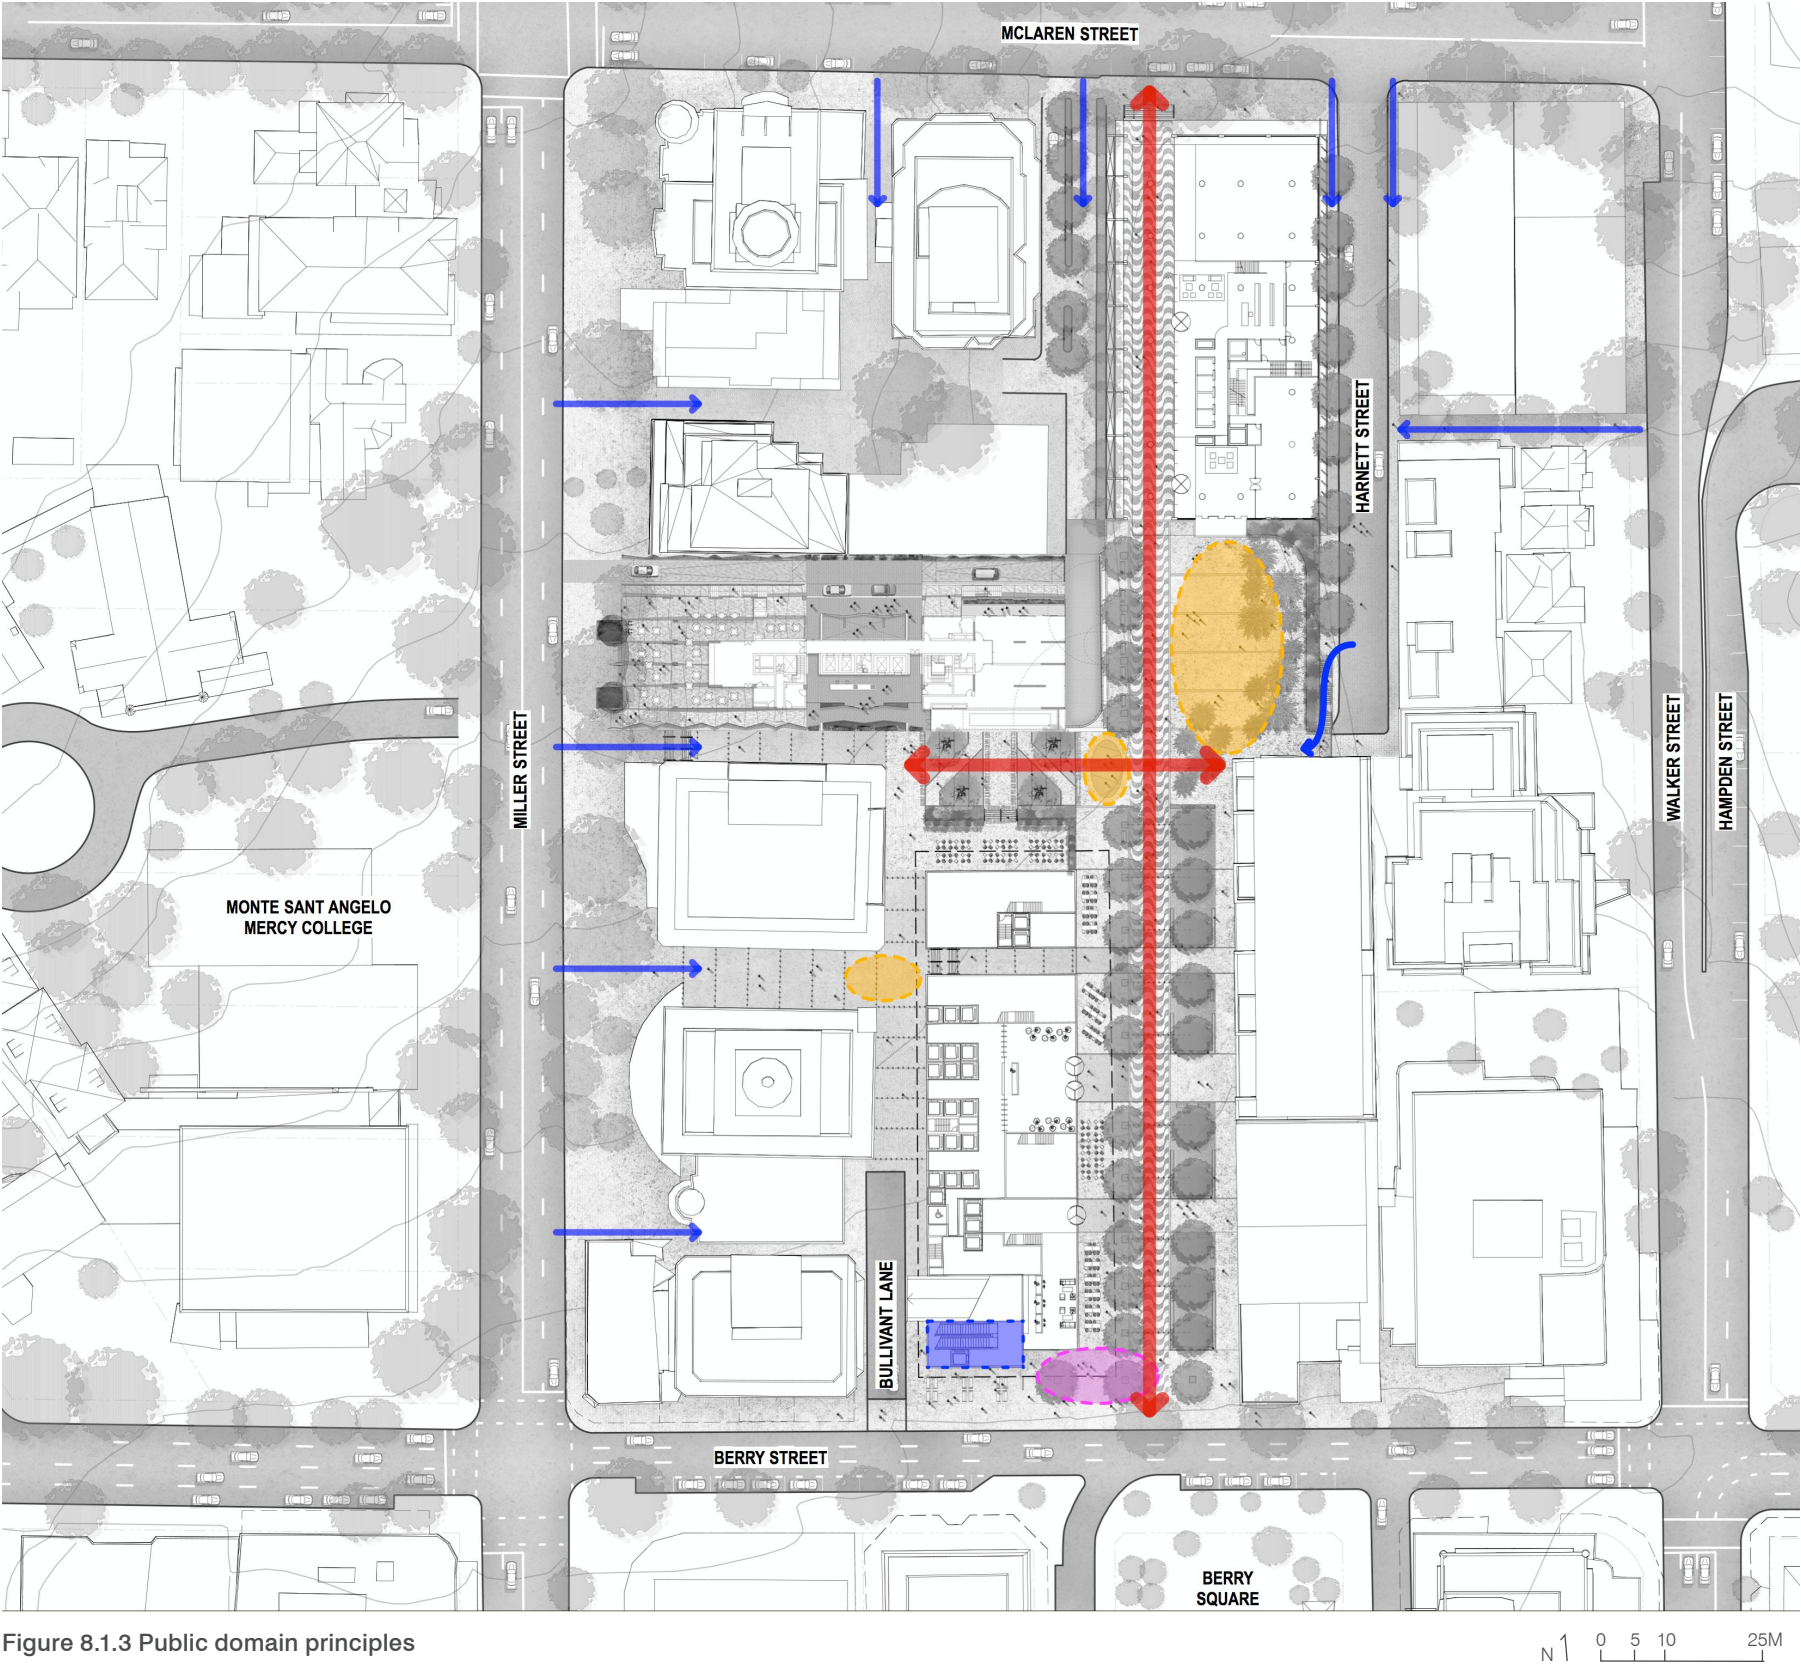 MCLAREN STREET
HARNETT STREET
MILLER STREET
WALKER STREET
HAMPDEN STREET
MONTE SANT ANGELO
MERCY COLLEGE
BULLIVANT LANE
BERRY STREET
BERRY
SQUARE
Figure 8.1.3 Public domain principles
N 0 5 10 25M